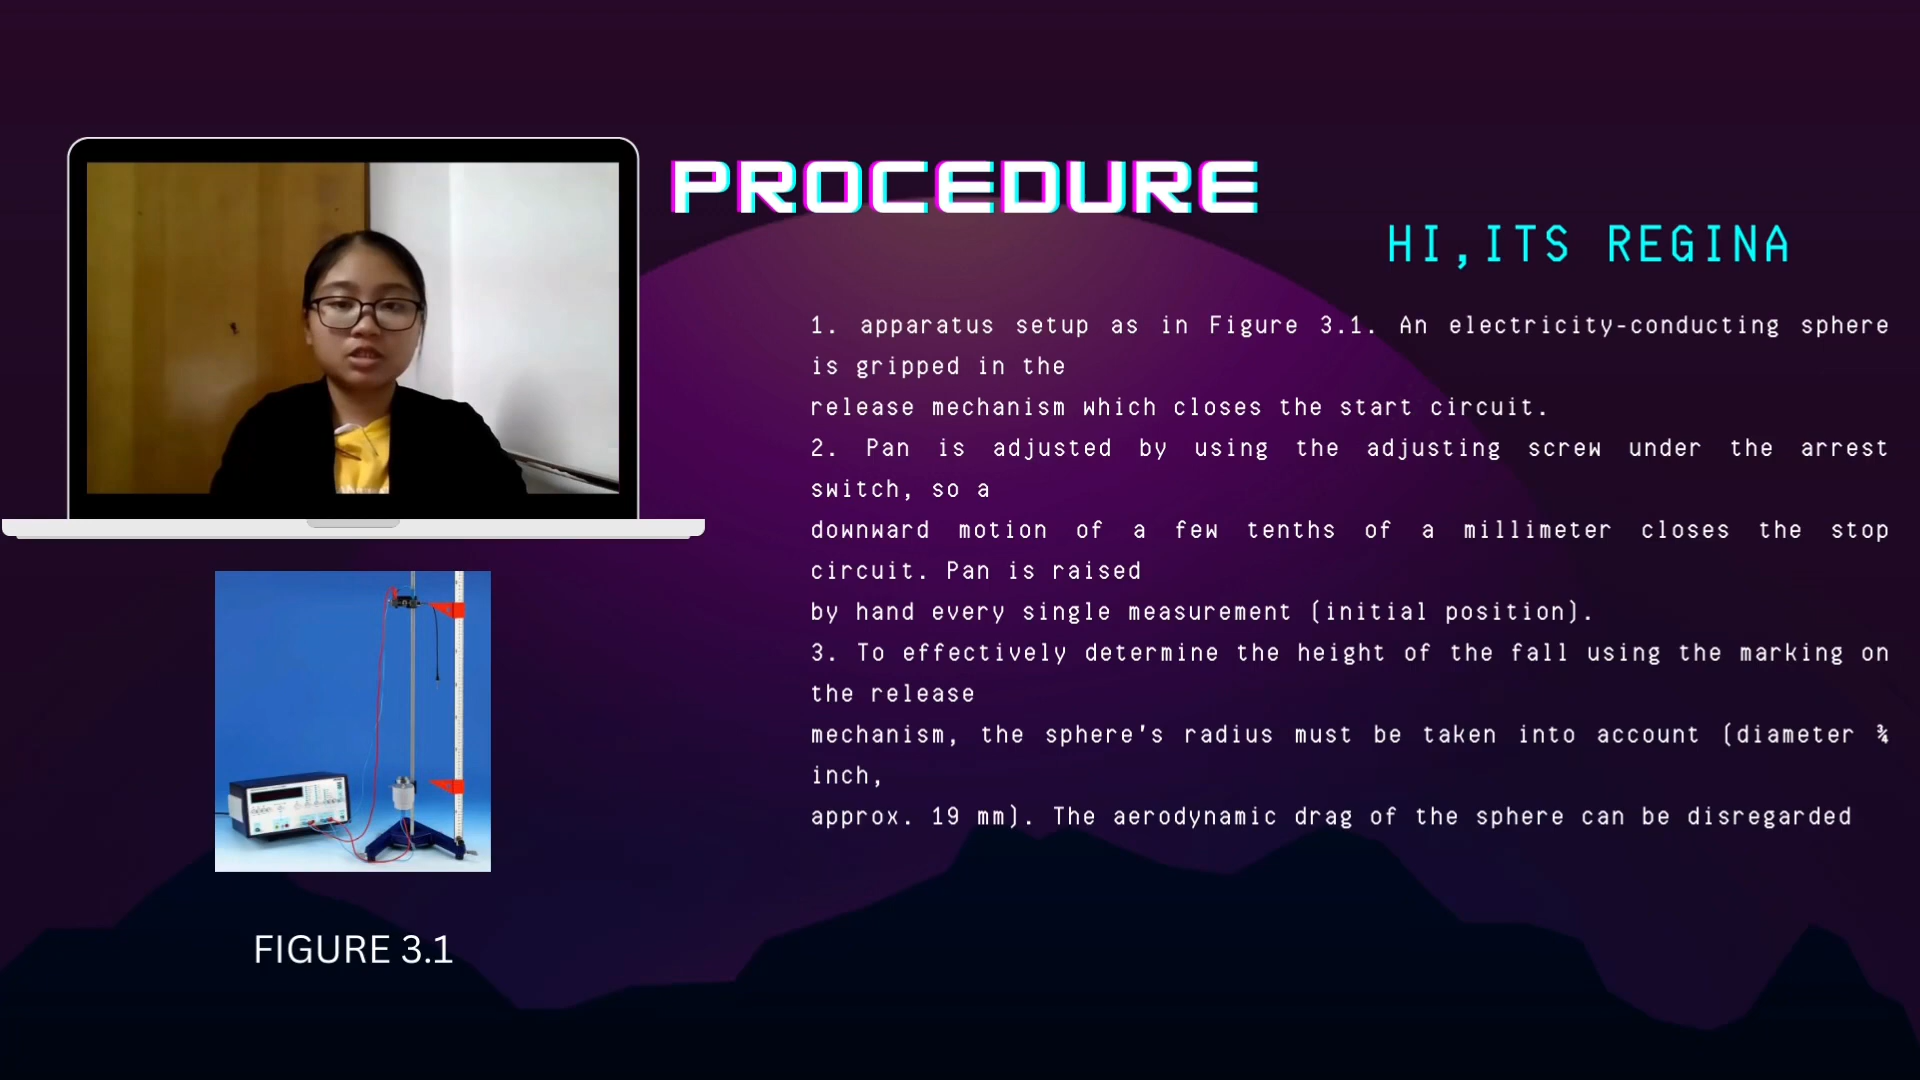 PROCEDURE
HI,ITS REGINA
1. apparatus setup as in Figure 3.1. An electricity-conducting sphere
is gripped in the
release mechanism which closes the start circuit.
2. Pan is adjusted by using the adjusting screw under the arrest
switch, so a
downward motion of a few tenths of a millimeter closes the stop
circuit. Pan is raised
by hand every single measurement (initial position).
3. To effectively determine the height of the fall using the marking on
the release
mechanism, the sphere's radius must be taken into account (diameter ¾
inch,
approx. 19 mm). The aerodynamic drag of the sphere can be disregarded
FIGURE 3.1